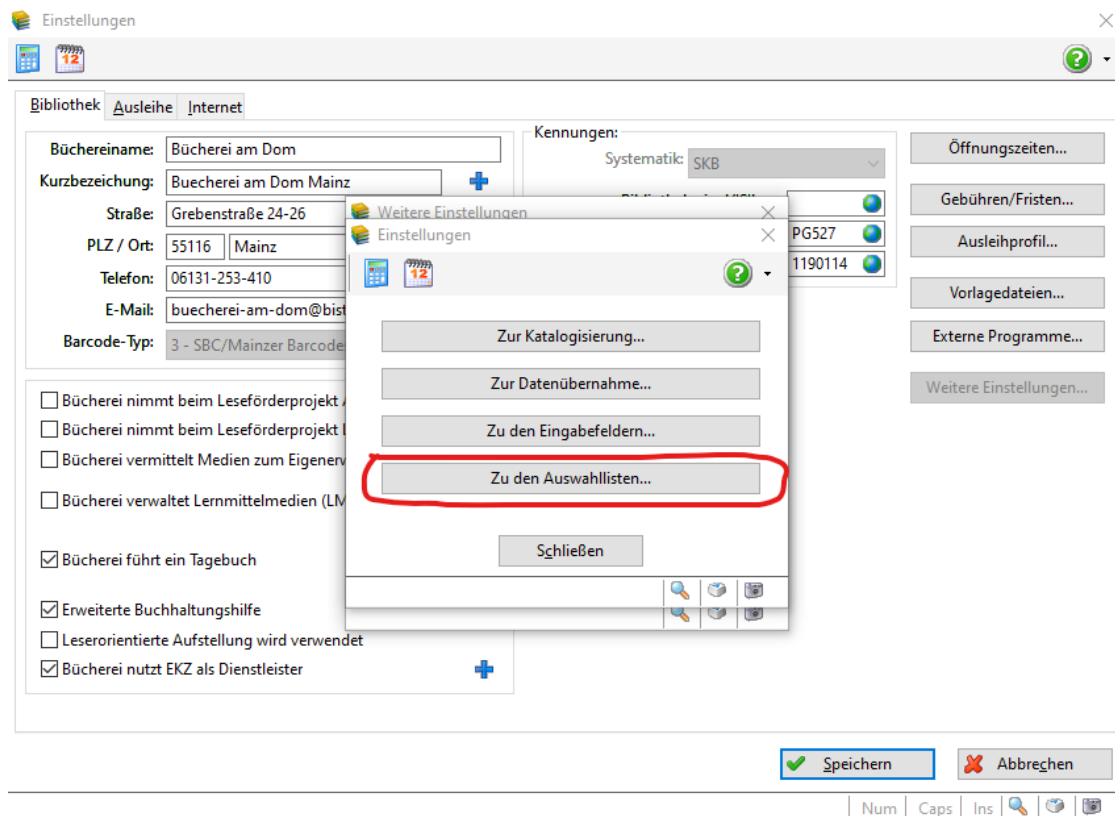 Einstellungen
12
Bibliothek Ausleihe Internet
Büchereiname: Bücherei am Dom
Kurzbezeichung: Buecherei am Dom Mainz
Straße: Grebenstraße 24-26
PLZ / Ort: 55116 Mainz
Telefon: 06131-253-410
E-Mail: buecherei-am-dom@bist
Barcode-Typ: 3 - SBC/Mainzer Barcode
Kennungen:
Systematik: SKB
PG527
1190114
Öffnungszeiten...
Gebühren/Fristen...
Ausleihprofil...
Vorlagedateien...
Externe Programme...
Weitere Einstellungen...
Weitere Einstellungen
Einstellungen
12
Zur Katalogisierung...
Zur Datenübernahme...
Zu den Eingabefeldern...
Zu den Auswahllisten...
Schließen
Bücherei nimmt beim Leseförderprojekt
Bücherei nimmt beim Leseförderprojekt
Bücherei vermittelt Medien zum Eigenerv
Bücherei verwaltet Lernmittelmedien (LM
Bücherei führt ein Tagebuch
Erweiterte Buchhaltungshilfe
Leserorientierte Aufstellung wird verwendet
Bücherei nutzt EKZ als Dienstleister
Speichern Abbrechen
Num Caps Ins